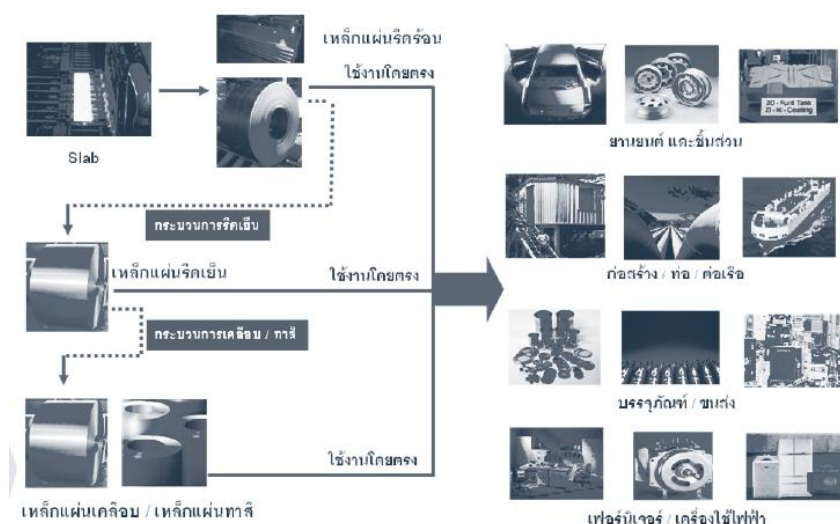 เหล็กแผ่นรีดร้อน
ใช้งานโดยตรง
Slab
กระบวนการรีดเย็น
เหล็กแผ่นรีดเย็น
ใช้งานโดยตรง
กระบวนการเคลือบ / ทาสี
ใช้งานโดยตรง
เหล็กแผ่นเคลือบ / เหล็กแผ่นทาสี
2D - Fuel Tank
Zi - Ni - Coating
ยานยนต์ และชิ้นส่วน
ก่อสร้าง / ท่อ / ต่อเรือ
บรรจุภัณฑ์ / ขนส่ง
เฟอร์นิเจอร์ / เครื่องใช้ไฟฟ้า